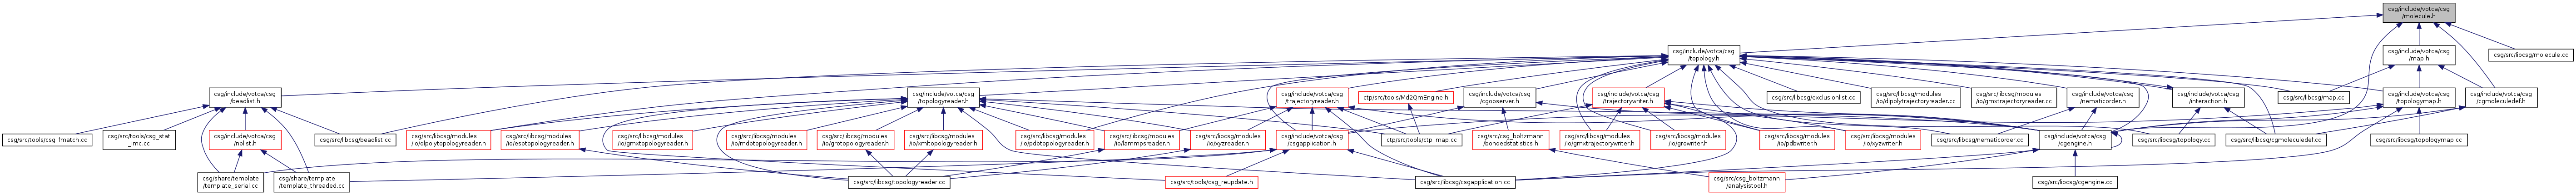 csg/include/votca/csg
/molecule.h
csg/include/votca/csg
/topology.h
csg/include/votca/csg
/map.h
csg/src/libcsg/molecule.cc
csg/include/votca/csg
/beadlist.h
csg/include/votca/csg
/topologyreader.h
csg/include/votca/csg
/trajectoryreader.h
ctp/src/tools/Md2QmEngine.h
csg/include/votca/csg
/cgobserver.h
csg/include/votca/csg
/trajectorywriter.h
csg/src/libcsg/exclusionlist.cc
csg/src/libcsg/modules
/io/dlpolytrajectoryreader.cc
csg/src/libcsg/modules
/io/gmxtrajectoryreader.cc
csg/include/votca/csg
/nematicorder.h
csg/include/votca/csg
/interaction.h
csg/src/libcsg/map.cc
csg/include/votca/csg
/topologymap.h
csg/include/votca/csg
/cgmoleculedef.h
csg/src/tools/csg_fmatch.cc
csg/src/tools/csg_stat
_imc.cc
csg/include/votca/csg
/nblist.h
csg/src/libcsg/beadlist.cc
csg/src/libcsg/modules
/io/dlpolytopologyreader.h
csg/src/libcsg/modules
/io/esptopologyreader.h
csg/src/libcsg/modules
/io/gmxtopologyreader.h
csg/src/libcsg/modules
/io/mdptopologyreader.h
csg/src/libcsg/modules
/io/grotopologyreader.h
csg/src/libcsg/modules
/io/xmltopologyreader.h
csg/src/libcsg/modules
/io/pdbtopologyreader.h
csg/src/libcsg/modules
/io/lammpsreader.h
csg/src/libcsg/modules
/io/xyzreader.h
csg/include/votca/csg
/csgapplication.h
ctp/src/tools/ctp_map.cc
csg/src/csg_boltzmann
/bondedstatistics.h
csg/src/libcsg/modules
/io/gmxtrajectorywriter.h
csg/src/libcsg/modules
/io/growriter.h
csg/src/libcsg/modules
/io/pdbwriter.h
csg/src/libcsg/modules
/io/xyzwriter.h
csg/src/libcsg/nematicorder.cc
csg/include/votca/csg
/cgengine.h
csg/src/libcsg/topology.cc
csg/src/libcsg/cgmoleculedef.cc
csg/src/libcsg/topologymap.cc
csg/share/template
/template_serial.cc
csg/share/template
/template_threaded.cc
csg/src/libcsg/topologyreader.cc
csg/src/tools/csg_reupdate.h
csg/src/libcsg/csgapplication.cc
csg/src/csg_boltzmann
/analysistool.h
csg/src/libcsg/cgengine.cc